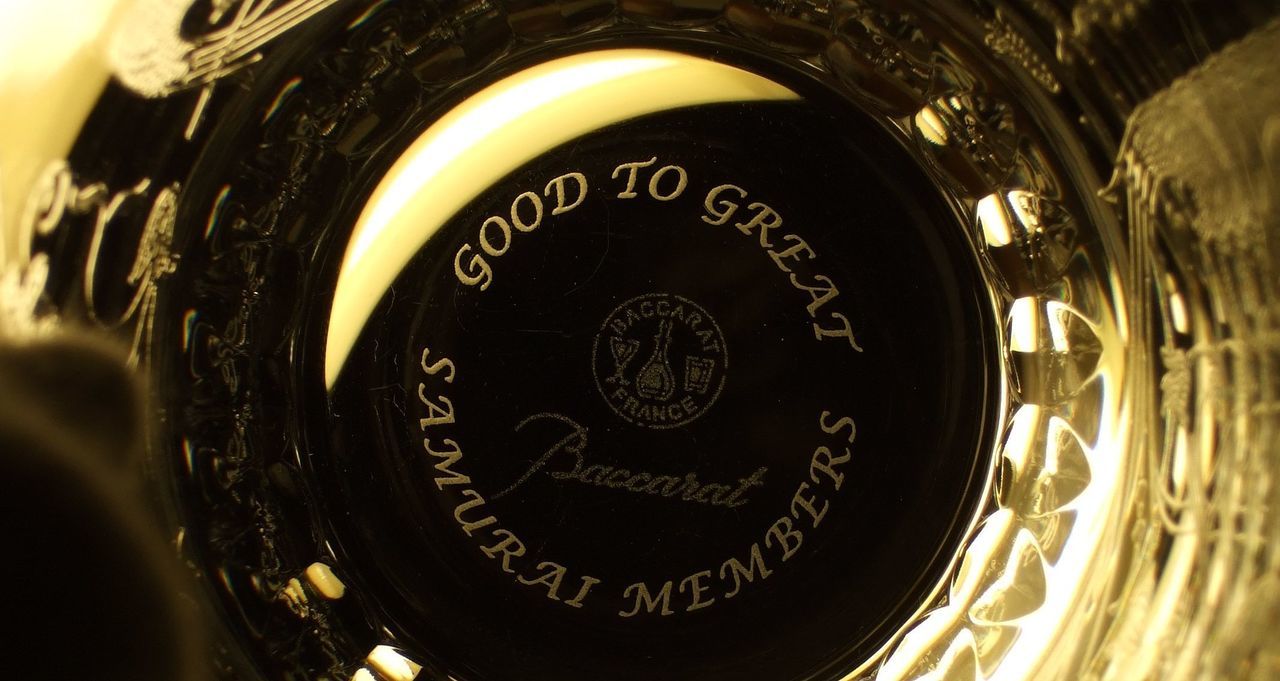 GOOD TO GREAT
BACCARAT
FRANCE
Baccarat
SAMURAI MEMBERS